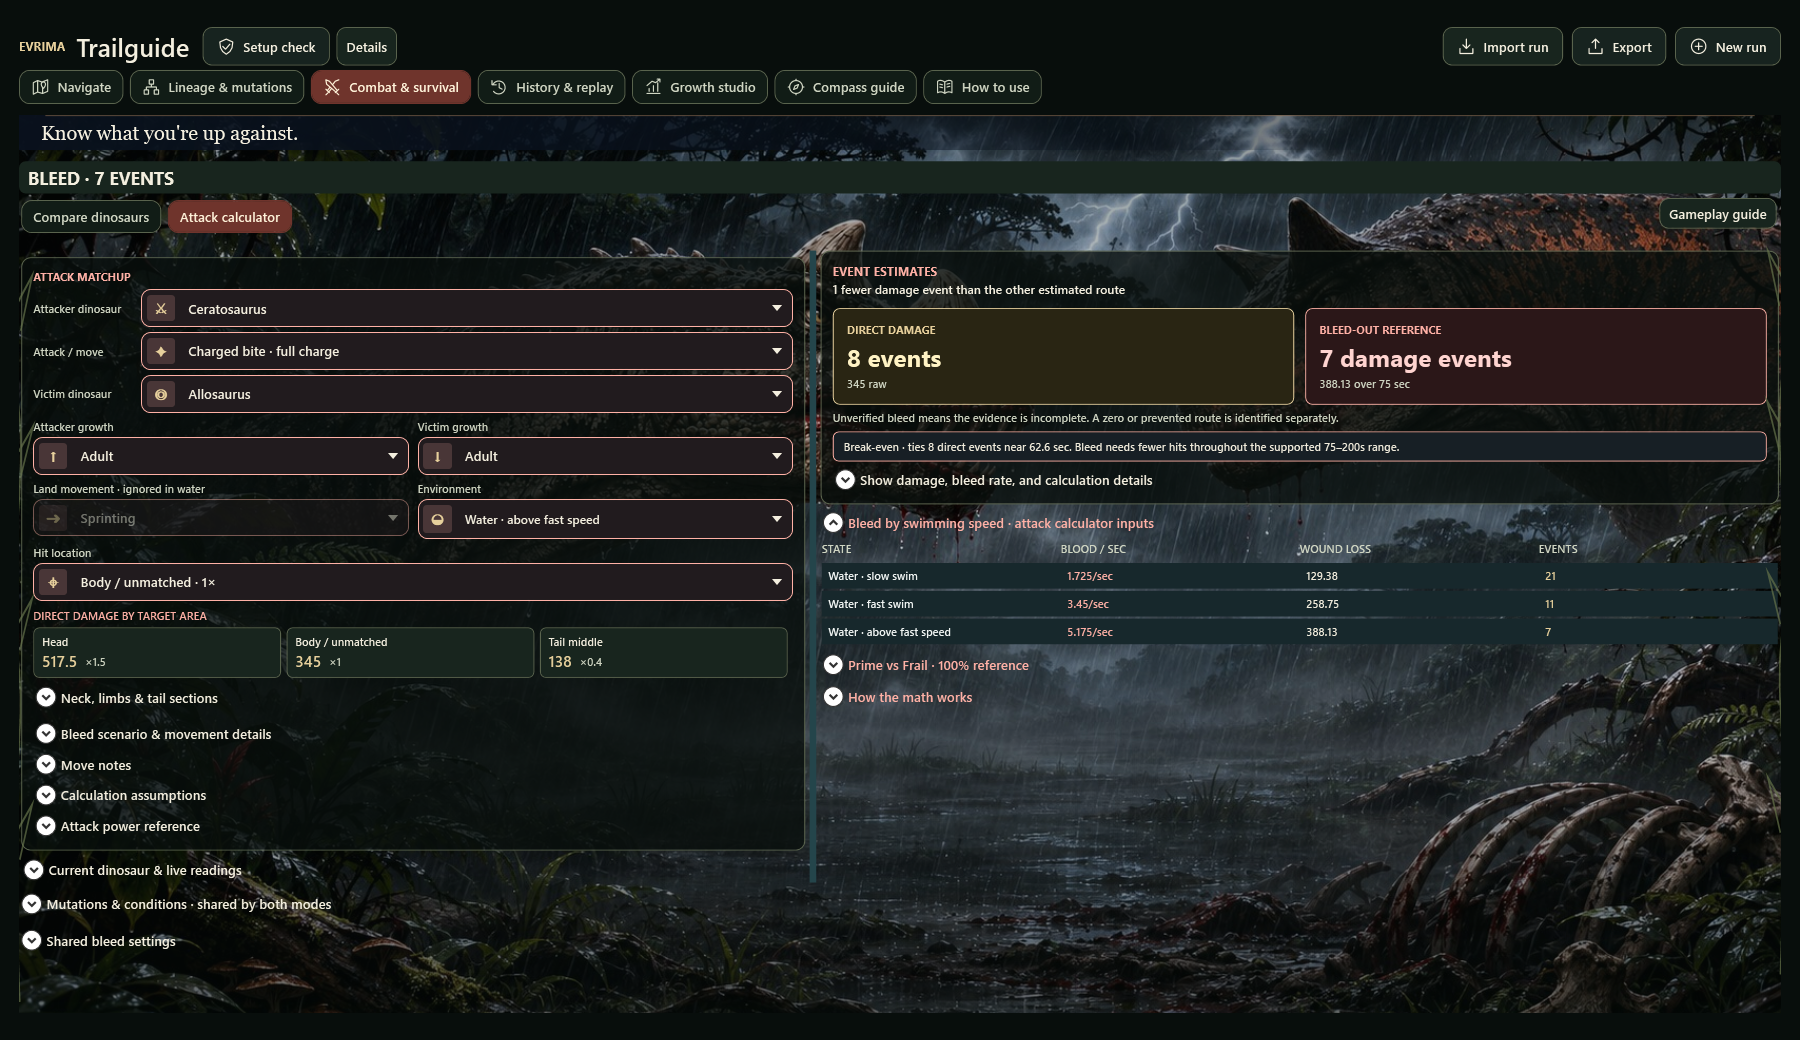 EVRIMA Trailguide Setup check Details Import run Export New run
Navigate Lineage & mutations Combat & survival History & replay Growth studio Compass guide How to use
Know what you're up against.
BLEED · 7 EVENTS
Compare dinosaurs Attack calculator Gameplay guide
ATTACK MATCHUP
Attacker dinosaur Ceratosaurus
Attack / move Charged bite · full charge
Victim dinosaur Allosaurus
Attacker growth Victim growth
Adult Adult
Land movement · ignored in water Environment
Sprinting Water · above fast speed
Hit location
Body / unmatched · 1×
DIRECT DAMAGE BY TARGET AREA
Head Body / unmatched Tail middle
517.5 ×1.5 345 ×1 138 ×0.4
Neck, limbs & tail sections
Bleed scenario & movement details
Move notes
Calculation assumptions
Attack power reference
Current dinosaur & live readings
Mutations & conditions · shared by both modes
Shared bleed settings
EVENT ESTIMATES
1 fewer damage event than the other estimated route
DIRECT DAMAGE
8 events
345 raw
BLEED-OUT REFERENCE
7 damage events
388.13 over 75 sec
Unverified bleed means the evidence is incomplete. A zero or prevented route is identified separately.
Break-even · ties 8 direct events near 62.6 sec. Bleed needs fewer hits throughout the supported 75–200s range.
Show damage, bleed rate, and calculation details
Bleed by swimming speed · attack calculator inputs
STATE BLOOD / SEC WOUND LOSS EVENTS
Water · slow swim 1.725/sec 129.38 21
Water · fast swim 3.45/sec 258.75 11
Water · above fast speed 5.175/sec 388.13 7
Prime vs Frail · 100% reference
How the math works